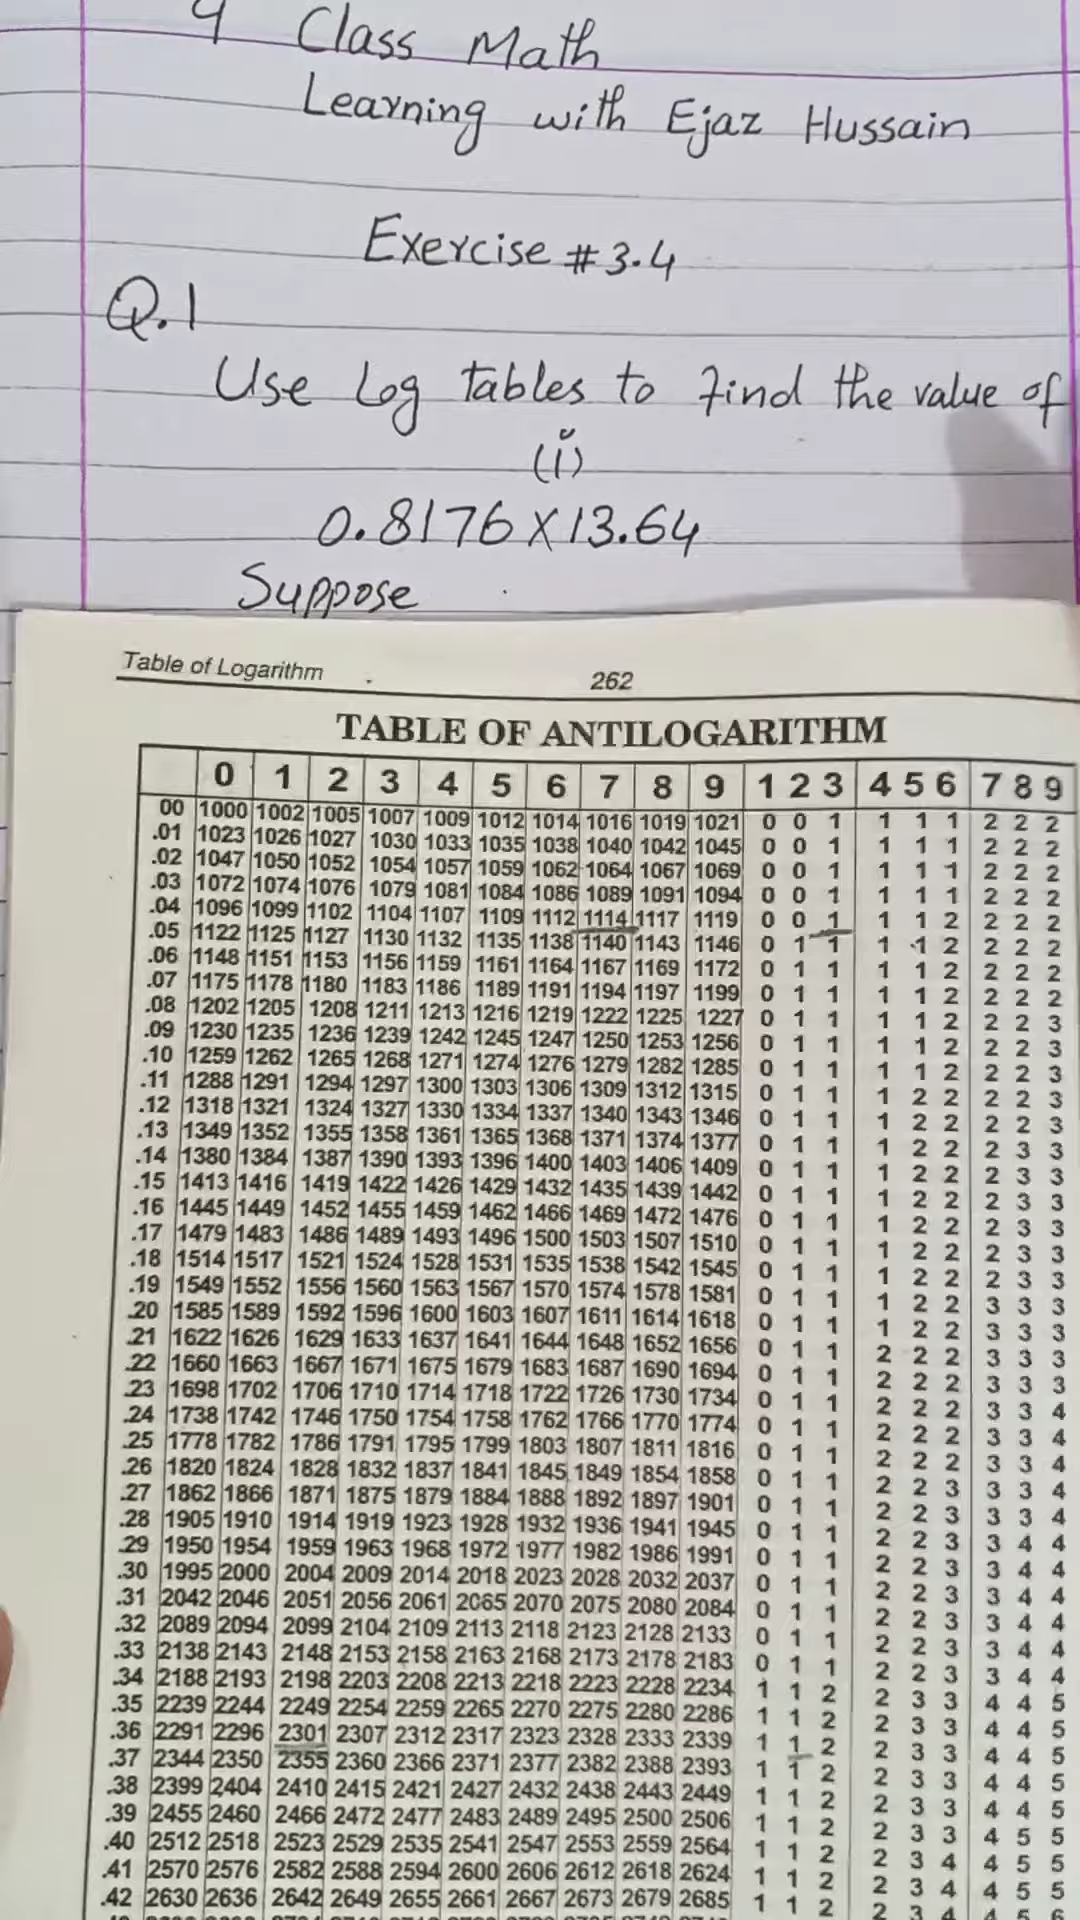 9 Class Math
Learning with Ejaz Hussain
Exercise # 3.4
Q.1
Use Log tables to find the value of
(i)
0.8176 X 13.64
Suppose
Table of Logarithm 262
TABLE OF ANTILOGARITHM
0 1 2 3 4 5 6 7 8 9 1 2 3 4 5 6 7 8 9
00 1000 1002 1005 1007 1009 1012 1014 1016 1019 1021 0 0 1 1 1 1 2 2 2
.01 1023 1026 1027 1030 1033 1035 1038 1040 1042 1045 0 0 1 1 1 1 2 2 2
.02 1047 1050 1052 1054 1057 1059 1062 1064 1067 1069 0 0 1 1 1 1 2 2 2
.03 1072 1074 1076 1079 1081 1084 1086 1089 1091 1094 0 0 1 1 1 1 2 2 2
.04 1096 1099 1102 1104 1107 1109 1112 1114 1117 1119 0 0 1 1 1 2 2 2 2
.05 1122 1125 1127 1130 1132 1135 1138 1140 1143 1146 0 1 1 1 1 2 2 2 2
.06 1148 1151 1153 1156 1159 1161 1164 1167 1169 1172 0 1 1 1 1 2 2 2 2
.07 1175 1178 1180 1183 1186 1189 1191 1194 1197 1199 0 1 1 1 1 2 2 2 2
.08 1202 1205 1208 1211 1213 1216 1219 1222 1225 1227 0 1 1 1 1 2 2 2 3
.09 1230 1235 1236 1239 1242 1245 1247 1250 1253 1256 0 1 1 1 1 2 2 2 3
.10 1259 1262 1265 1268 1271 1274 1276 1279 1282 1285 0 1 1 1 1 2 2 2 3
.11 1288 1291 1294 1297 1300 1303 1306 1309 1312 1315 0 1 1 1 2 2 2 2 3
.12 1318 1321 1324 1327 1330 1334 1337 1340 1343 1346 0 1 1 1 2 2 2 2 3
.13 1349 1352 1355 1358 1361 1365 1368 1371 1374 1377 0 1 1 1 2 2 2 3 3
.14 1380 1384 1387 1390 1393 1396 1400 1403 1406 1409 0 1 1 1 2 2 2 3 3
.15 1413 1416 1419 1422 1426 1429 1432 1435 1439 1442 0 1 1 1 2 2 2 3 3
.16 1445 1449 1452 1455 1459 1462 1466 1469 1472 1476 0 1 1 1 2 2 2 3 3
.17 1479 1483 1486 1489 1493 1496 1500 1503 1507 1510 0 1 1 1 2 2 2 3 3
.18 1514 1517 1521 1524 1528 1531 1535 1538 1542 1545 0 1 1 1 2 2 2 3 3
.19 1549 1552 1556 1560 1563 1567 1570 1574 1578 1581 0 1 1 1 2 2 3 3 3
.20 1585 1589 1592 1596 1600 1603 1607 1611 1614 1618 0 1 1 1 2 2 3 3 3
.21 1622 1626 1629 1633 1637 1641 1644 1648 1652 1656 0 1 1 2 2 2 3 3 3
.22 1660 1663 1667 1671 1675 1679 1683 1687 1690 1694 0 1 1 2 2 2 3 3 3
.23 1698 1702 1706 1710 1714 1718 1722 1726 1730 1734 0 1 1 2 2 2 3 3 4
.24 1738 1742 1746 1750 1754 1758 1762 1766 1770 1774 0 1 1 2 2 2 3 3 4
.25 1778 1782 1786 1791 1795 1799 1803 1807 1811 1816 0 1 1 2 2 2 3 3 4
.26 1820 1824 1828 1832 1837 1841 1845 1849 1854 1858 0 1 1 2 2 3 3 3 4
.27 1862 1866 1871 1875 1879 1884 1888 1892 1897 1901 0 1 1 2 2 3 3 3 4
.28 1905 1910 1914 1919 1923 1928 1932 1936 1941 1945 0 1 1 2 2 3 3 4 4
.29 1950 1954 1959 1963 1968 1972 1977 1982 1986 1991 0 1 1 2 2 3 3 4 4
.30 1995 2000 2004 2009 2014 2018 2023 2028 2032 2037 0 1 1 2 2 3 3 4 4
.31 2042 2046 2051 2056 2061 2065 2070 2075 2080 2084 0 1 1 2 2 3 3 4 4
.32 2089 2094 2099 2104 2109 2113 2118 2123 2128 2133 0 1 1 2 2 3 3 4 4
.33 2138 2143 2148 2153 2158 2163 2168 2173 2178 2183 0 1 1 2 2 3 3 4 4
.34 2188 2193 2198 2203 2208 2213 2218 2223 2228 2234 1 1 2 2 3 3 4 4 5
.35 2239 2244 2249 2254 2259 2265 2270 2275 2280 2286 1 1 2 2 3 3 4 4 5
.36 2291 2296 2301 2307 2312 2317 2323 2328 2333 2339 1 1 2 2 3 3 4 4 5
.37 2344 2350 2355 2360 2366 2371 2377 2382 2388 2393 1 1 2 2 3 3 4 4 5
.38 2399 2404 2410 2415 2421 2427 2432 2438 2443 2449 1 1 2 2 3 3 4 4 5
.39 2455 2460 2466 2472 2477 2483 2489 2495 2500 2506 1 1 2 2 3 3 4 5 5
.40 2512 2518 2523 2529 2535 2541 2547 2553 2559 2564 1 1 2 2 3 4 4 5 5
.41 2570 2576 2582 2588 2594 2600 2606 2612 2618 2624 1 1 2 2 3 4 4 5 5
.42 2630 2636 2642 2649 2655 2661 2667 2673 2679 2685 1 1 2 2 3 4 4 5 6